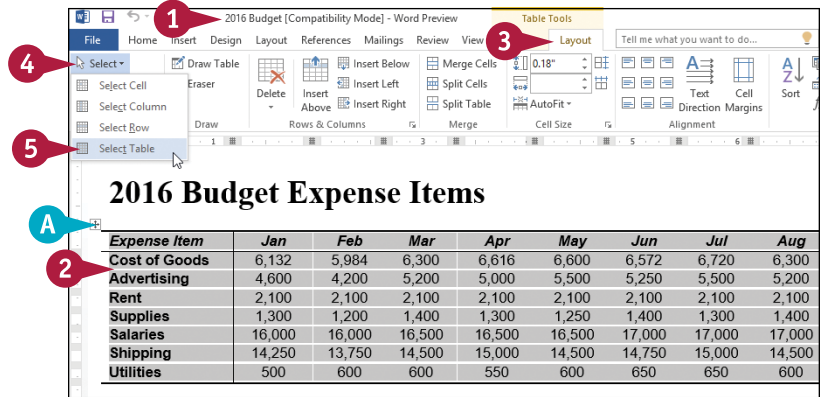 1
2016 Budget [Compatibility Mode] - Word Preview
Table Tools
File Home Insert Design Layout References Mailings Review View 3 Layout Tell me what you want to do...
4 Select Draw Table Insert Below Merge Cells 0.18"
Select Cell Eraser Delete Insert Above Insert Left Split Cells Text Direction Cell Margins Sort
Select Column Insert Right Split Table AutoFit
Select Row Draw Rows & Columns Merge Cell Size Alignment
5 Select Table 1 3 5 6
2016 Budget Expense Items
A
Expense Item Jan Feb Mar Apr May Jun Jul Aug
2 Cost of Goods 6,132 5,984 6,300 6,616 6,600 6,572 6,720 6,300
Advertising 4,600 4,200 5,200 5,000 5,500 5,250 5,500 5,200
Rent 2,100 2,100 2,100 2,100 2,100 2,100 2,100 2,100
Supplies 1,300 1,200 1,400 1,300 1,250 1,400 1,300 1,400
Salaries 16,000 16,000 16,500 16,500 16,500 17,000 17,000 17,000
Shipping 14,250 13,750 14,500 15,000 14,500 14,750 15,000 14,500
Utilities 500 600 600 550 600 650 650 600